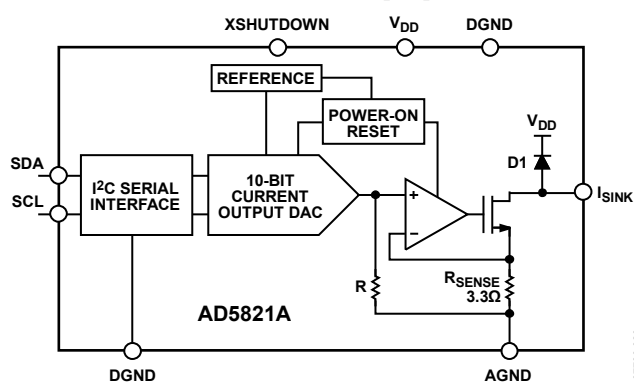 XSHUTDOWN
VDD
DGND
REFERENCE
POWER-ON
RESET
VDD
D1
SDA
SCL
I2C SERIAL
INTERFACE
10-BIT
CURRENT
OUTPUT DAC
+
–
ISINK
R
RSENSE
3.3Ω
AD5821A
DGND
AGND